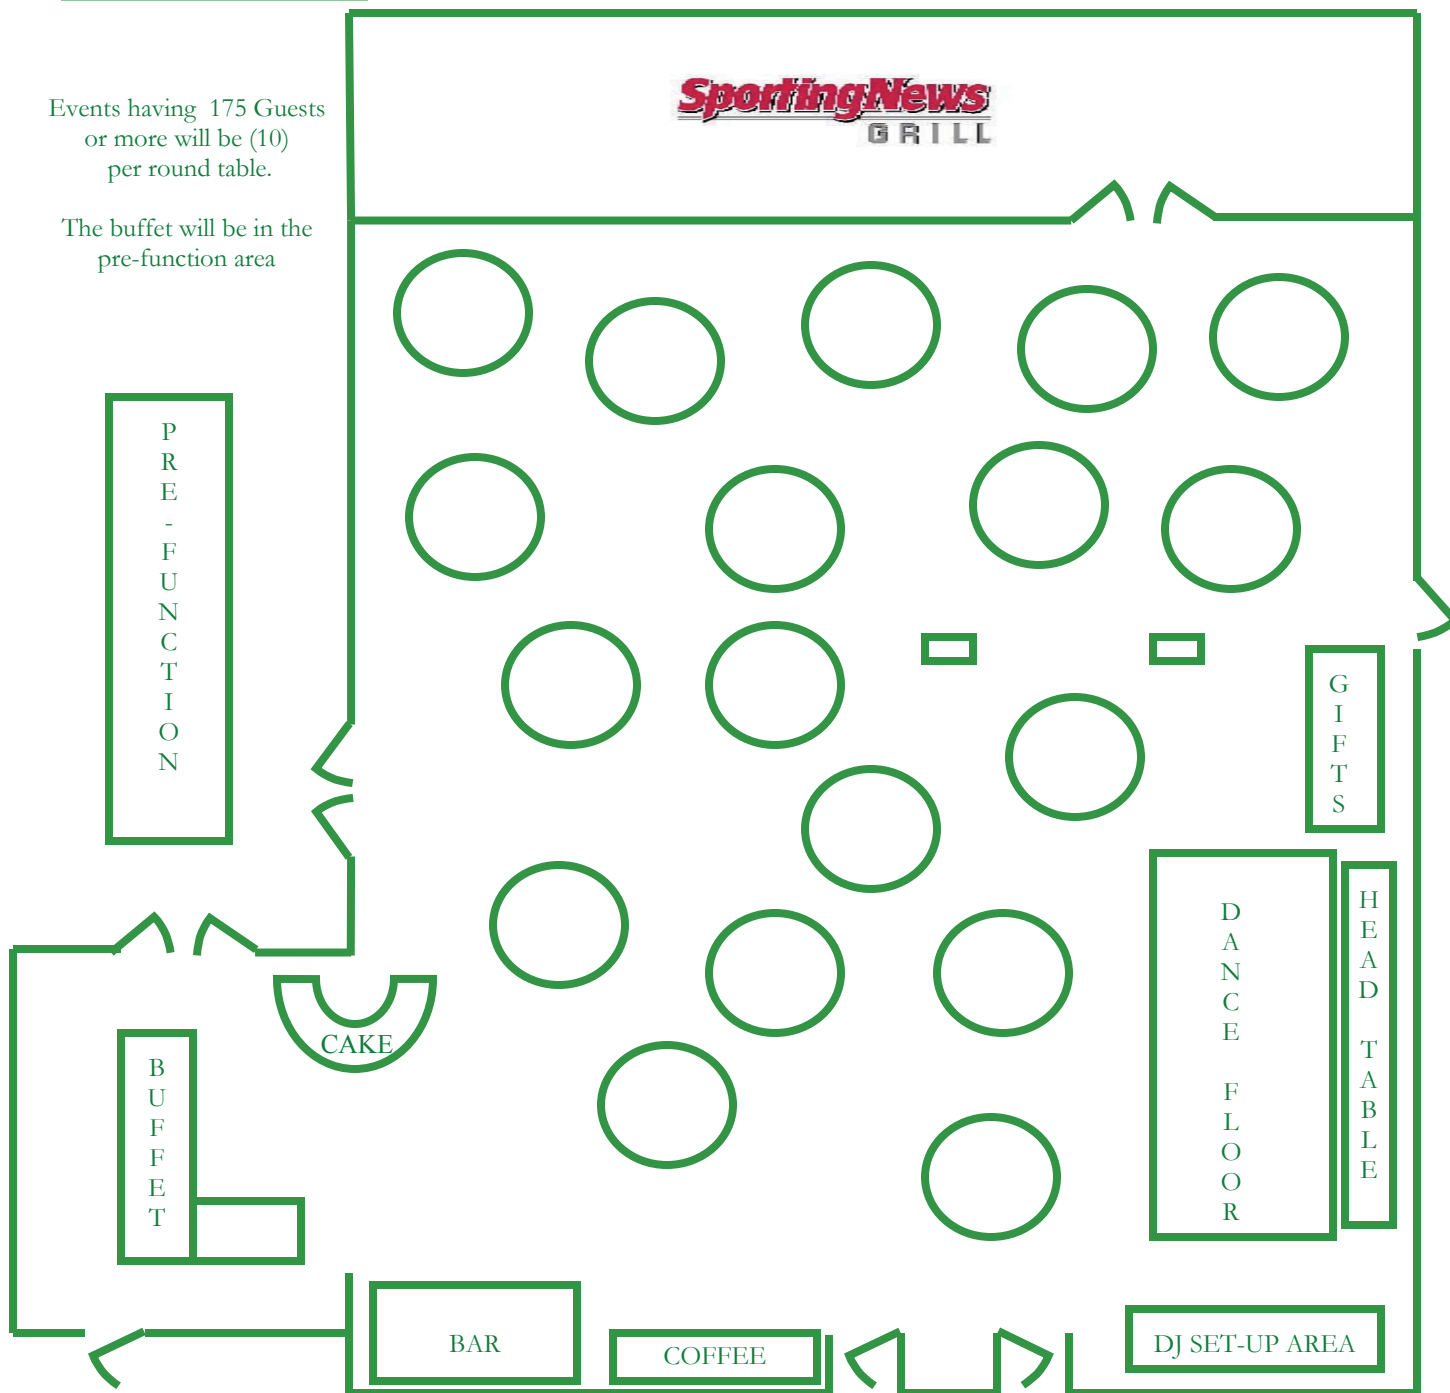 SportingNews
GRILL
Events having 175 Guests
or more will be (10)
per round table.
The buffet will be in the
pre-function area
PRE-FUNCTION
GIFTS
DANCE FLOOR
HEAD TABLE
CAKE
BUFFET
BAR
COFFEE
DJ SET-UP AREA